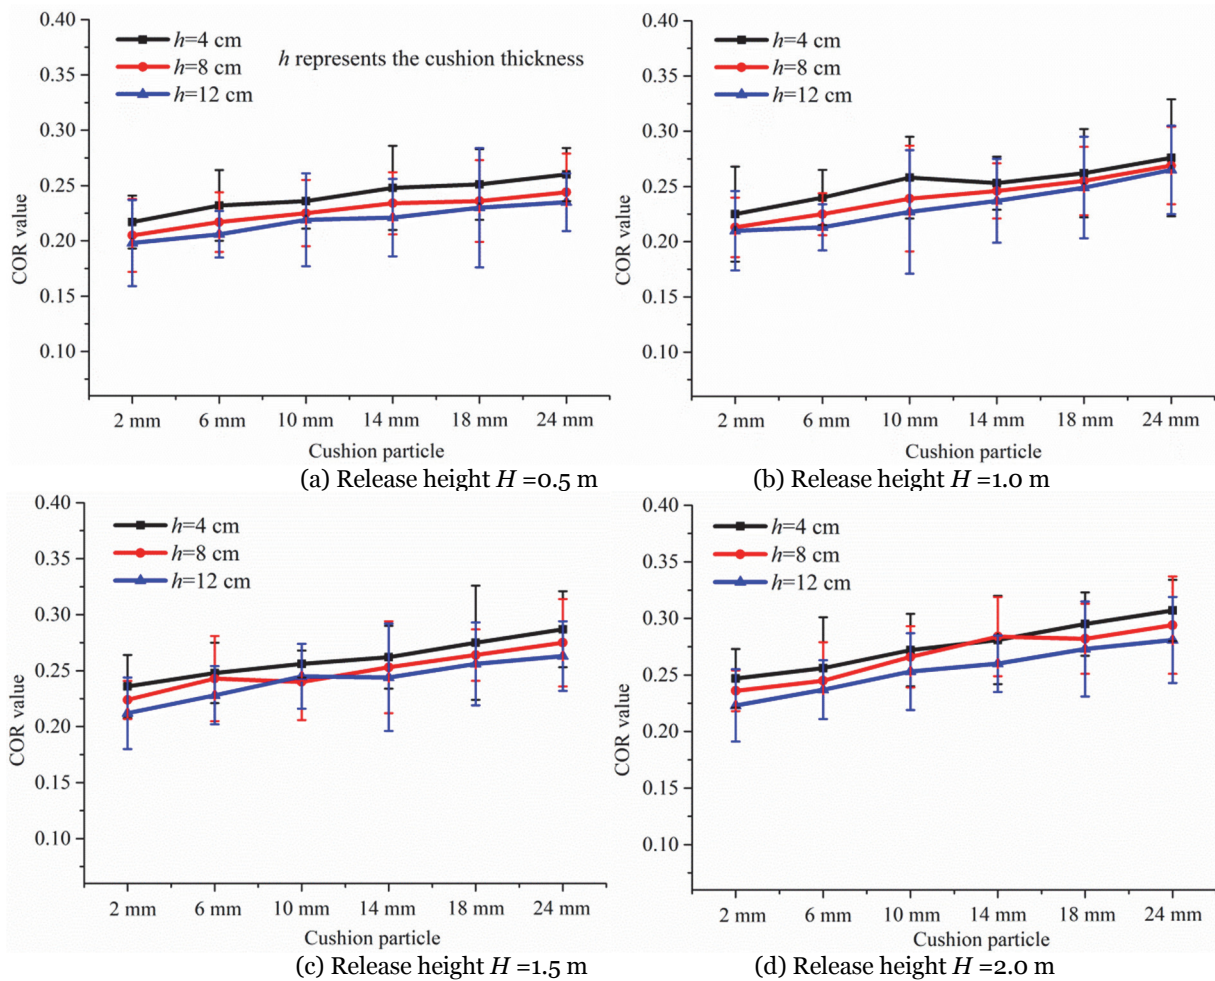 0.40
0.35
0.30
0.25
0.20
0.15
0.10
COR value
h=4 cm
h=8 cm
h=12 cm
h represents the cushion thickness
2 mm 6 mm 10 mm 14 mm 18 mm 24 mm
Cushion particle
(a) Release height H =0.5 m
0.40
0.35
0.30
0.25
0.20
0.15
0.10
COR value
h=4 cm
h=8 cm
h=12 cm
2 mm 6 mm 10 mm 14 mm 18 mm 24 mm
Cushion particle
(b) Release height H =1.0 m
0.40
0.35
0.30
0.25
0.20
0.15
0.10
COR value
h=4 cm
h=8 cm
h=12 cm
2 mm 6 mm 10 mm 14 mm 18 mm 24 mm
Cushion particle
(c) Release height H =1.5 m
0.40
0.35
0.30
0.25
0.20
0.15
0.10
COR value
h=4 cm
h=8 cm
h=12 cm
2 mm 6 mm 10 mm 14 mm 18 mm 24 mm
Cushion particle
(d) Release height H =2.0 m